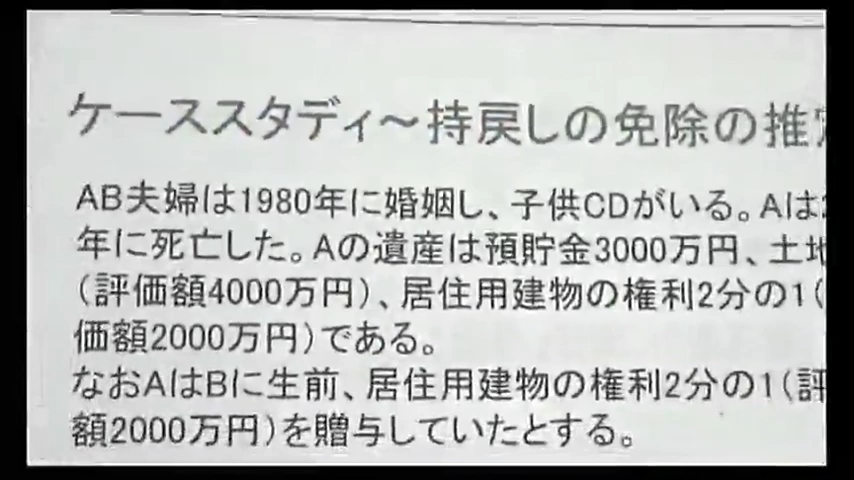 ケーススタディ～持戻しの免除の推
AB夫婦は1980年に婚姻し、子供CDがいる。Aは
年に死亡した。Aの遺産は預貯金3000万円、土地
（評価額4000万円）、居住用建物の権利2分の1（
価額2000万円）である。
なおAはBに生前、居住用建物の権利2分の1（評
額2000万円）を贈与していたとする。